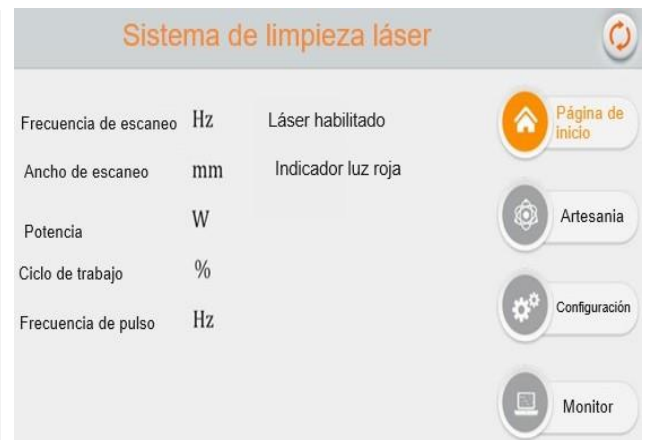 Sistema de limpieza láser
Frecuencia de escaneo Hz Láser habilitado
Ancho de escaneo mm Indicador luz roja
Potencia W
Ciclo de trabajo %
Frecuencia de pulso Hz
Página de
inicio
Artesania
Configuración
Monitor